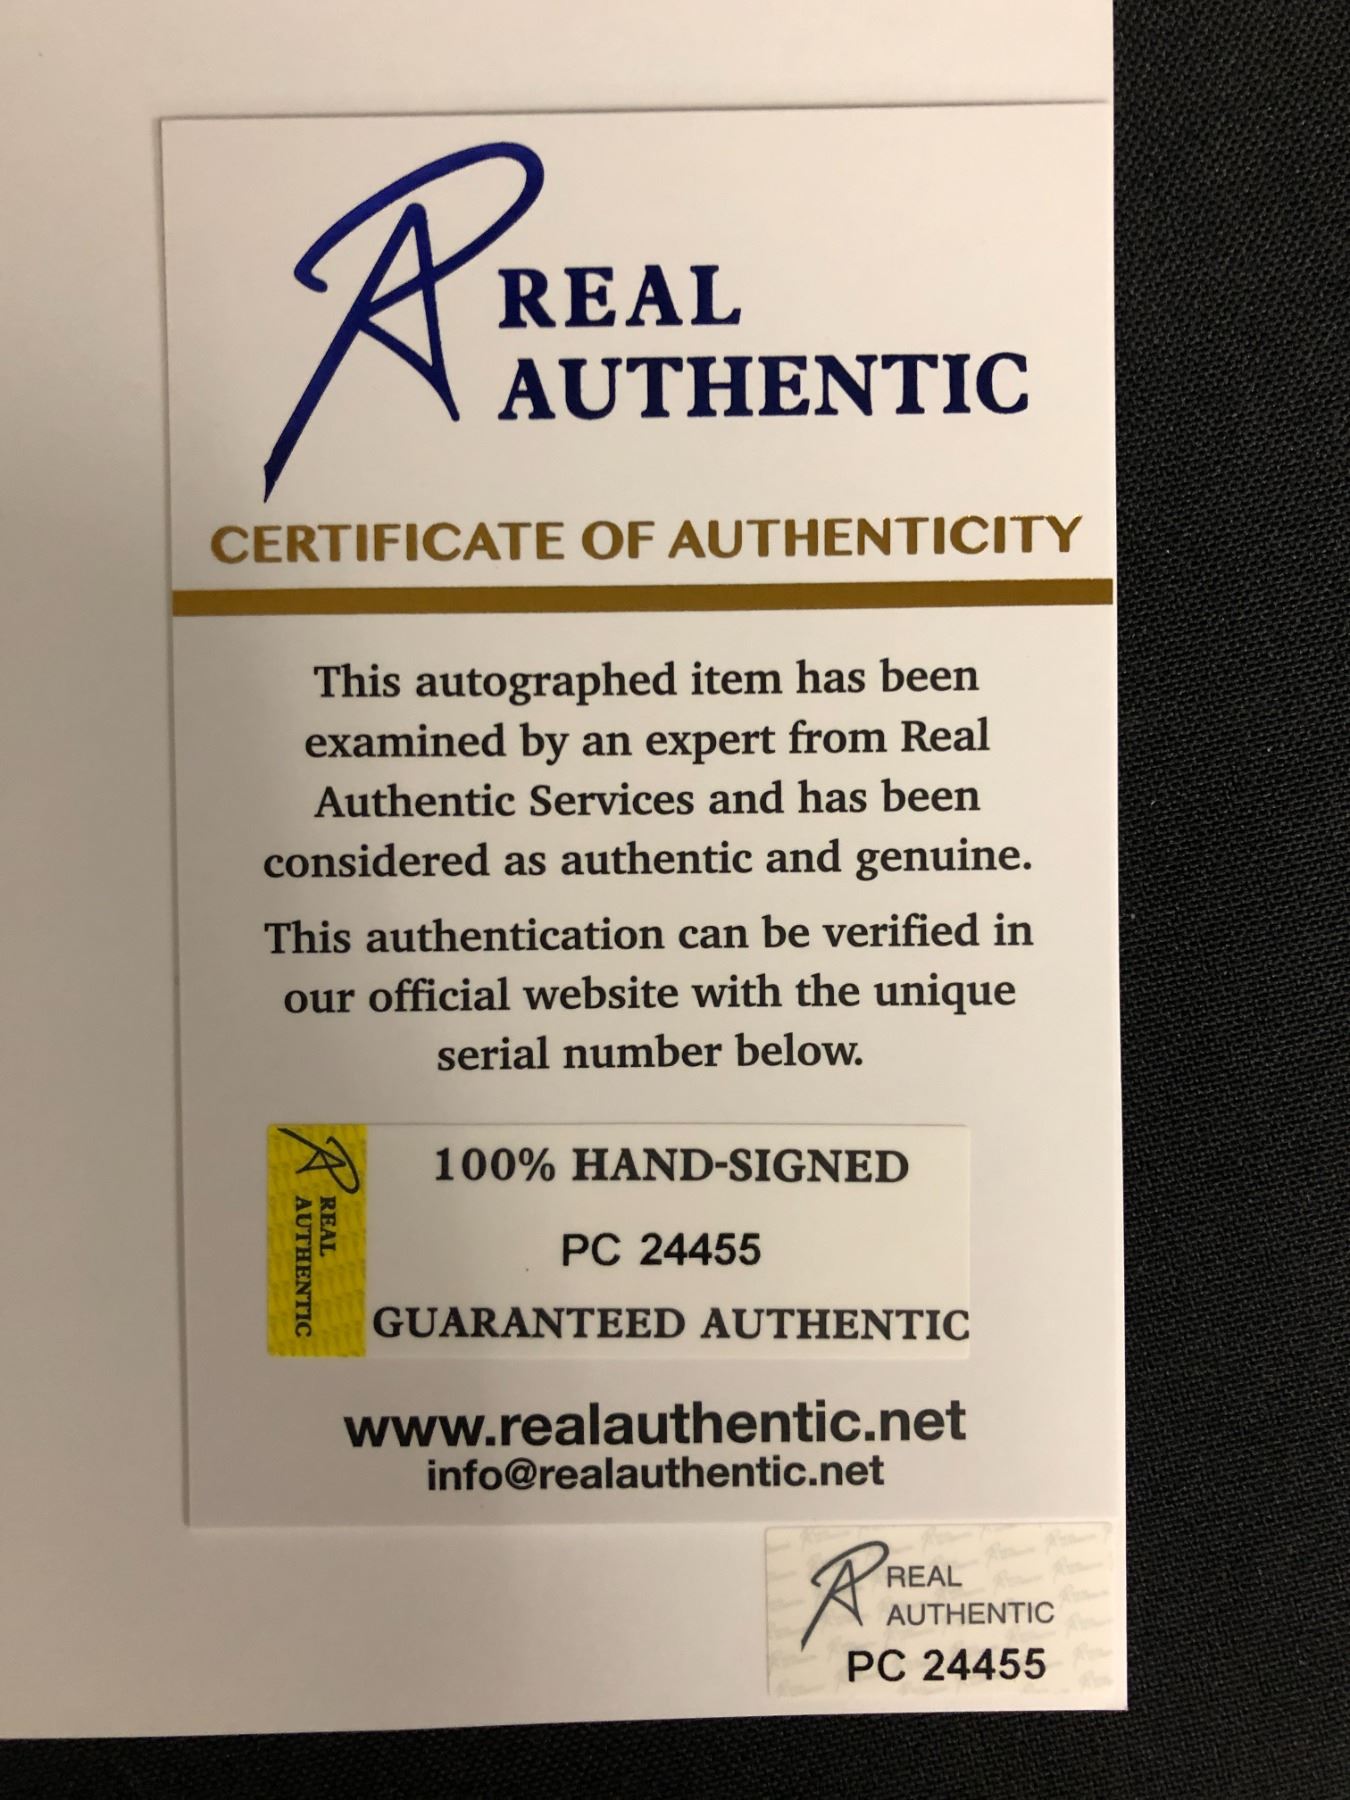 REAL
AUTHENTIC
CERTIFICATE OF AUTHENTICITY
This autographed item has been
examined by an expert from Real
Authentic Services and has been
considered as authentic and genuine.
This authentication can be verified in
our official website with the unique
serial number below.
REAL
AUTHENTIC
100% HAND-SIGNED
PC 24455
GUARANTEED AUTHENTIC
www.realauthentic.net
info@realauthentic.net
REAL
AUTHENTIC
PC 24455